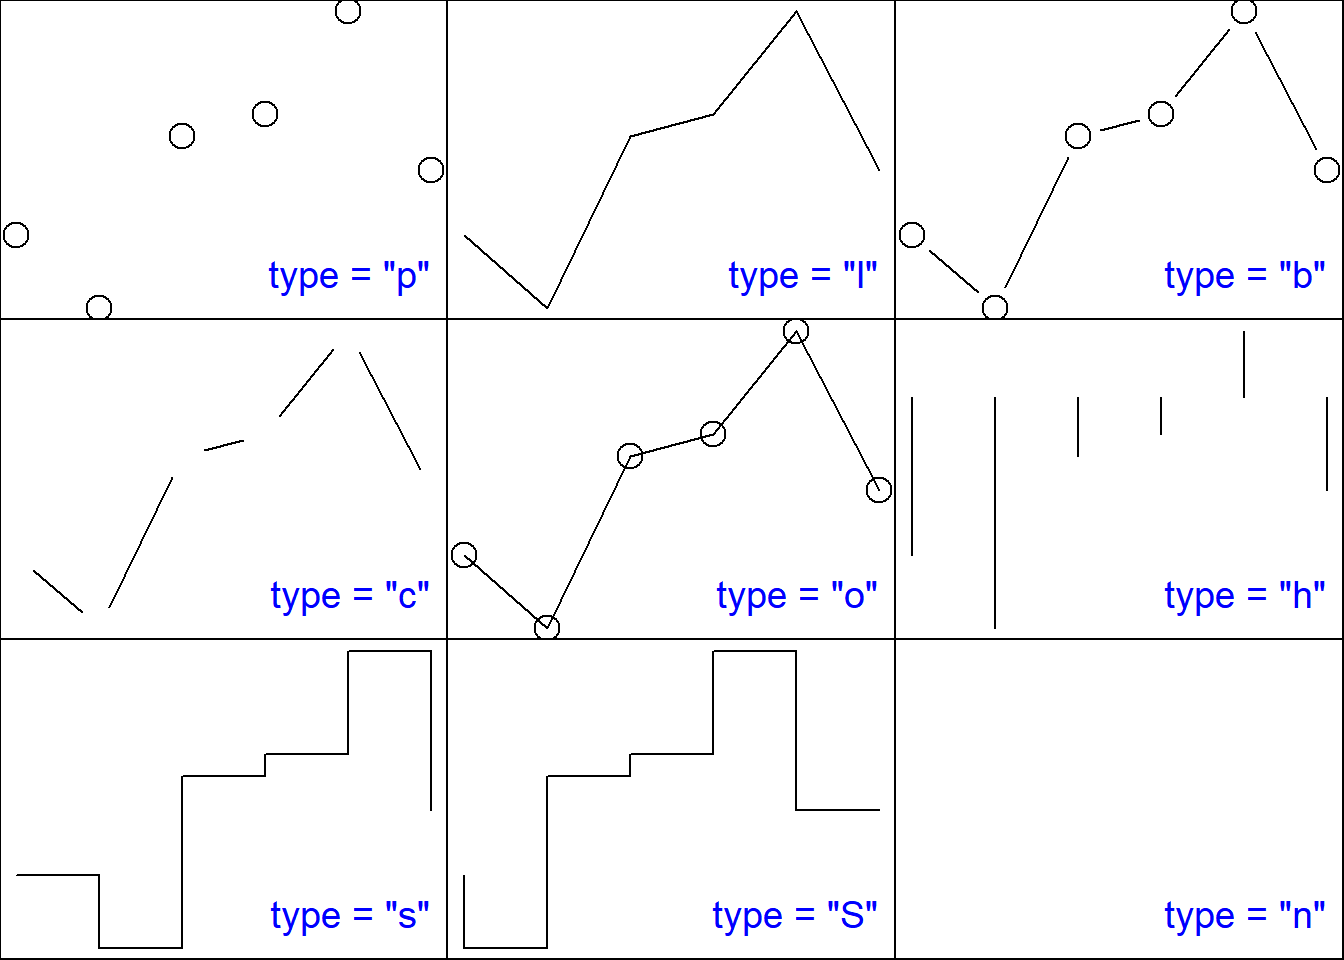 type = "p"
type = "l"
type = "b"
type = "c"
type = "o"
type = "h"
type = "s"
type = "S"
type = "n"